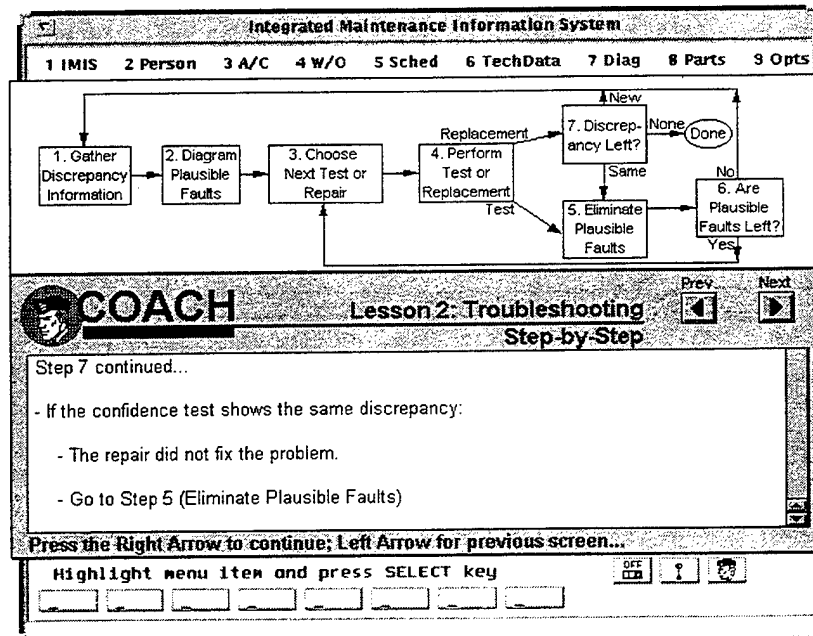 Integrated Maintenance Information System
1 IMIS 2 Person 3 A/C 4 W/O 5 Sched 6 TechData 7 Diag 8 Parts 9 Opts
1. Gather
Discrepancy
Information
2. Diagram
Plausible
Faults
3. Choose
Next Test or
Repair
4. Perform
Test or
Replacement
Replacement
Test
7. Discrep-
ancy Left?
New
None
Done
Same
5. Eliminate
Plausible
Faults
6. Are
Plausible
Faults Left?
No
Yes
COACH
Lesson 2: Troubleshooting
Step-by-Step
Prev
Next
Step 7 continued...
- If the confidence test shows the same discrepancy:
- The repair did not fix the problem.
- Go to Step 5 (Eliminate Plausible Faults)
Press the Right Arrow to continue; Left Arrow for previous screen...
Highlight menu item and press SELECT key
OFF